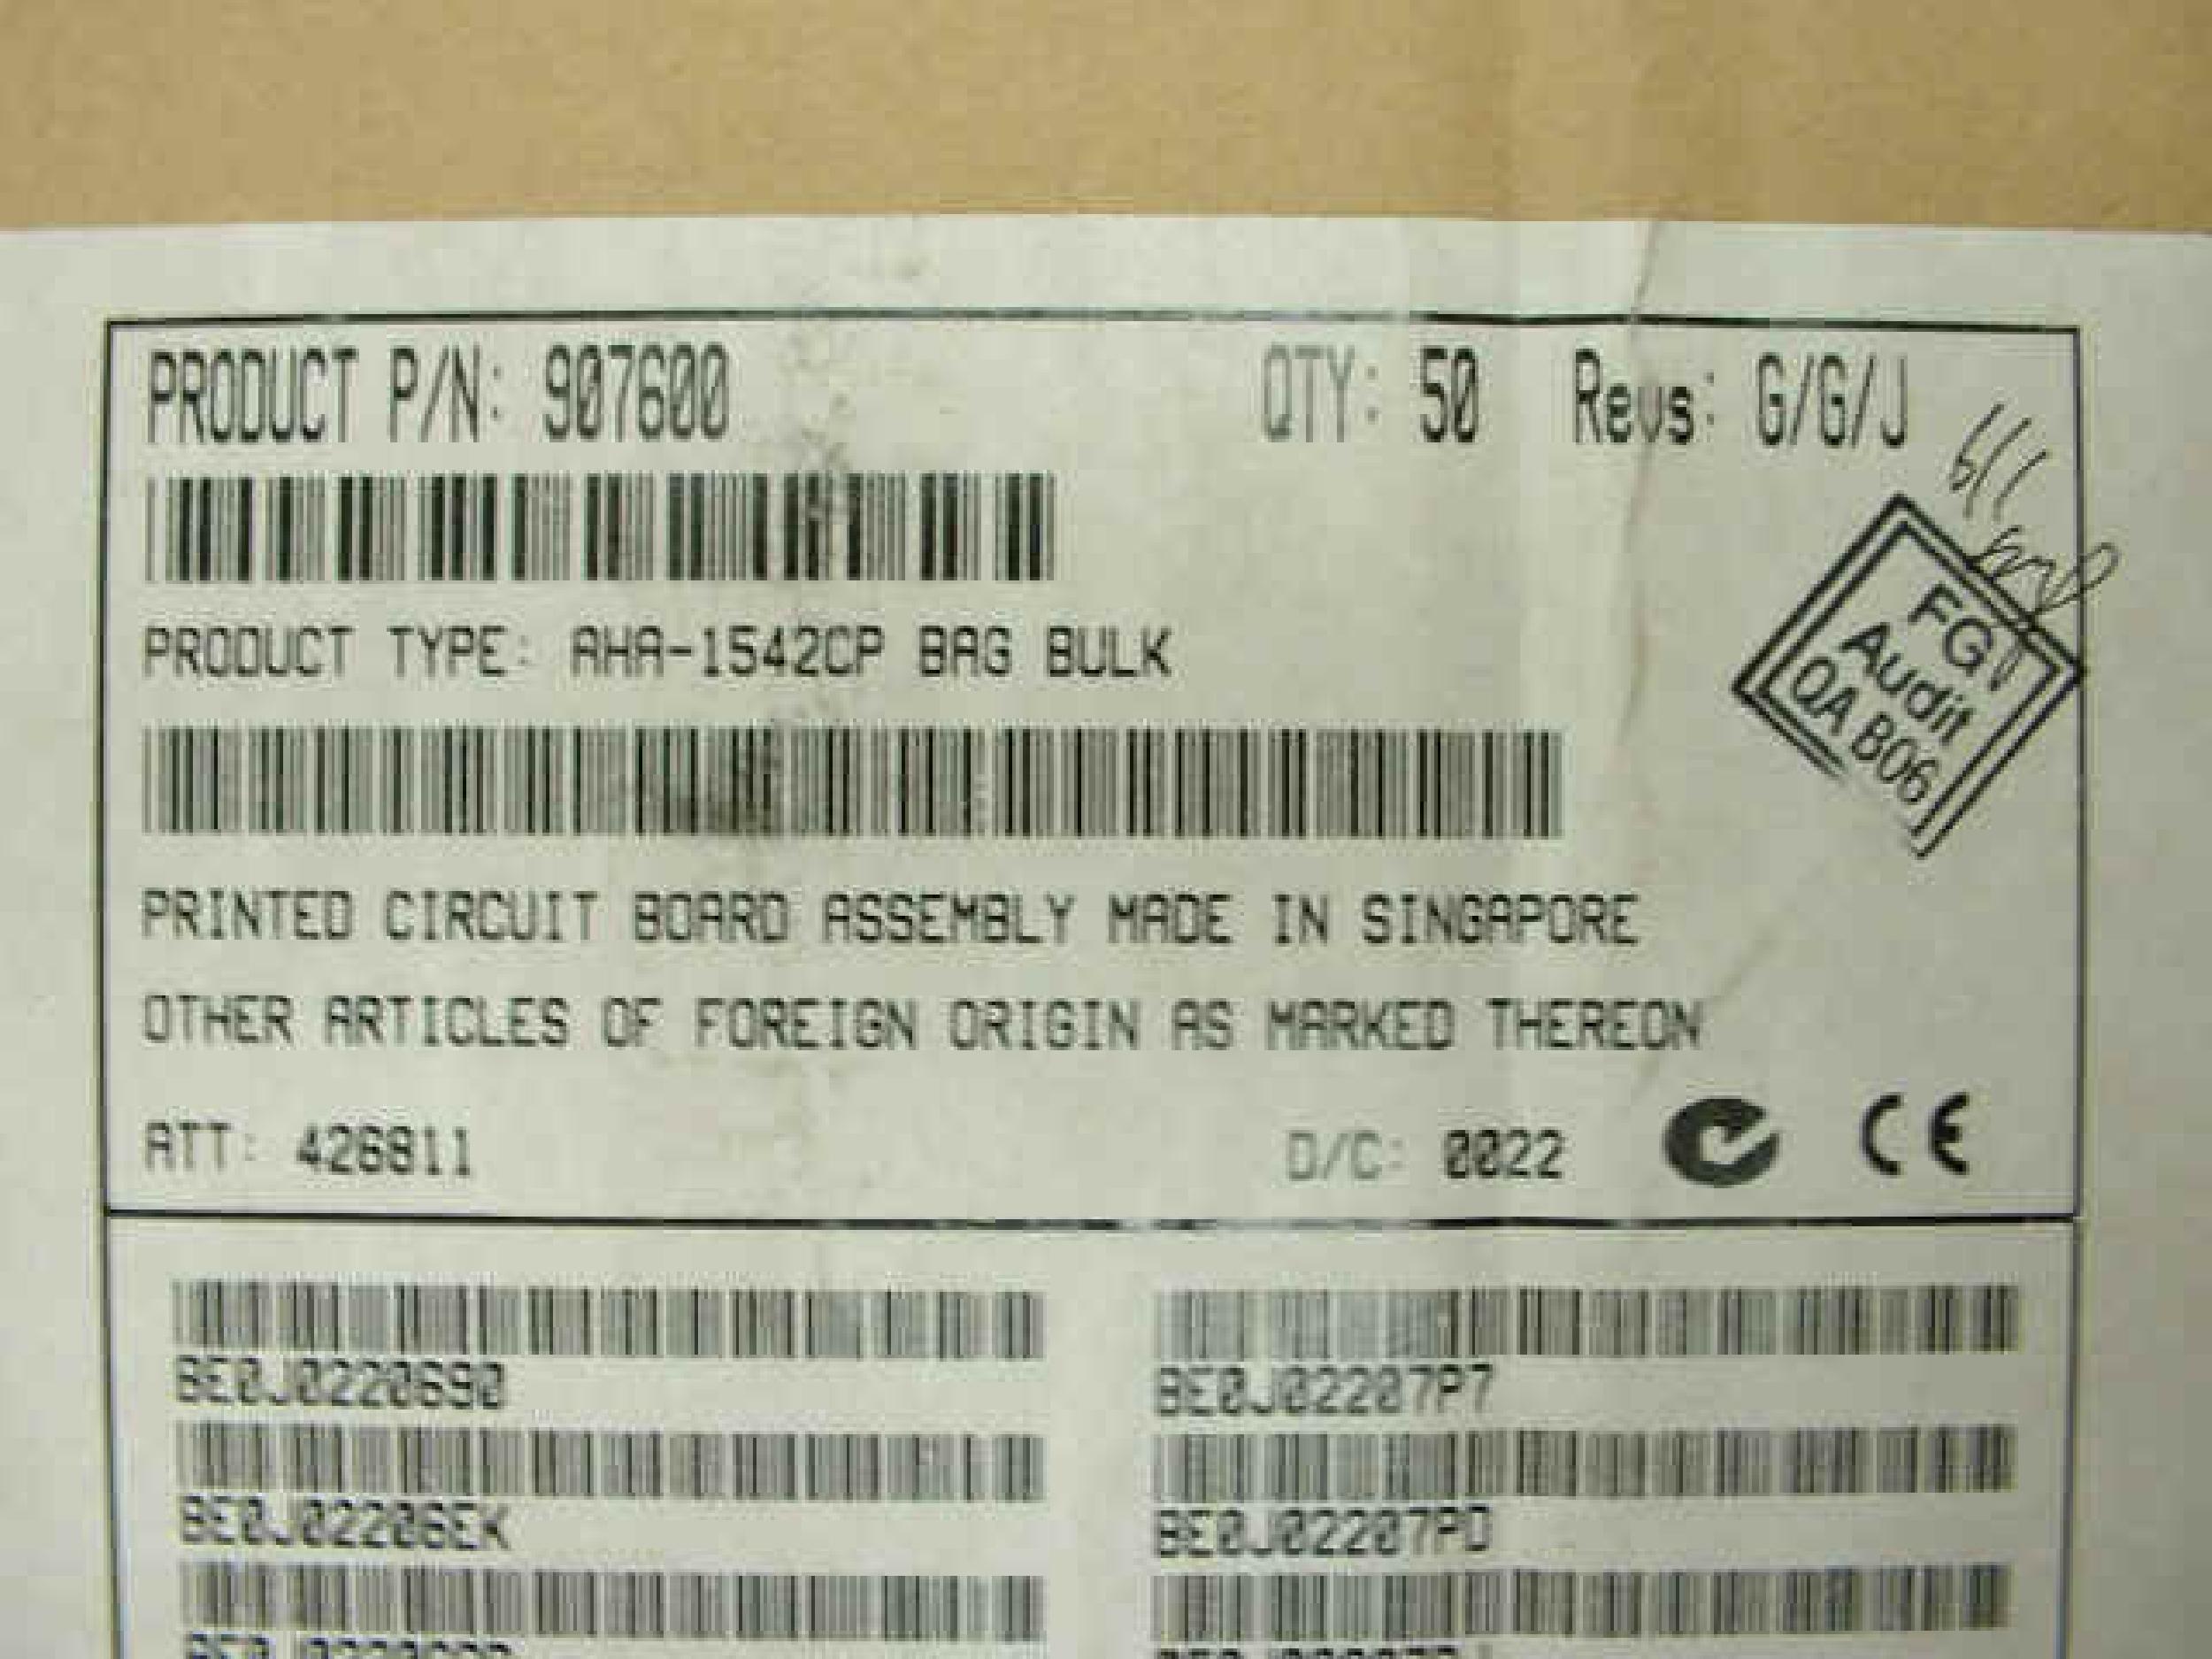 PRODUCT P/N: 907600 QTY: 50 Revs: G/G/J
PRODUCT TYPE: AHA-1542CP BAG BULK
FG
Audit
QA B06
PRINTED CIRCUIT BOARD ASSEMBLY MADE IN SINGAPORE
OTHER ARTICLES OF FOREIGN ORIGIN AS MARKED THEREON
ATT: 426811 D/C: 0022 CE
BE0J0220690 BE0J02207P7
BE0J02206EK BE0J02207PD